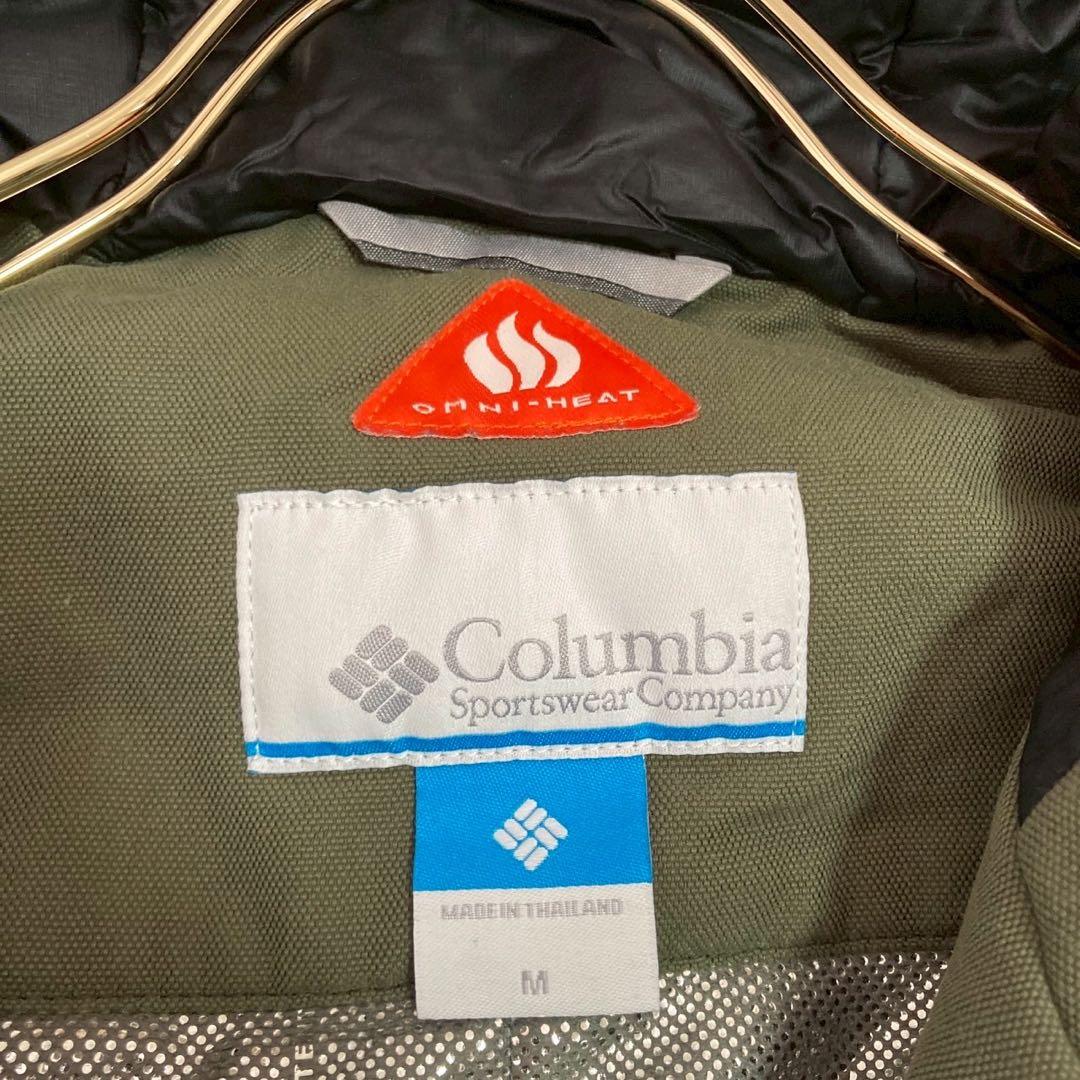 OMNI-HEAT
Columbia
Sportswear Company
MADE IN THAILAND
M